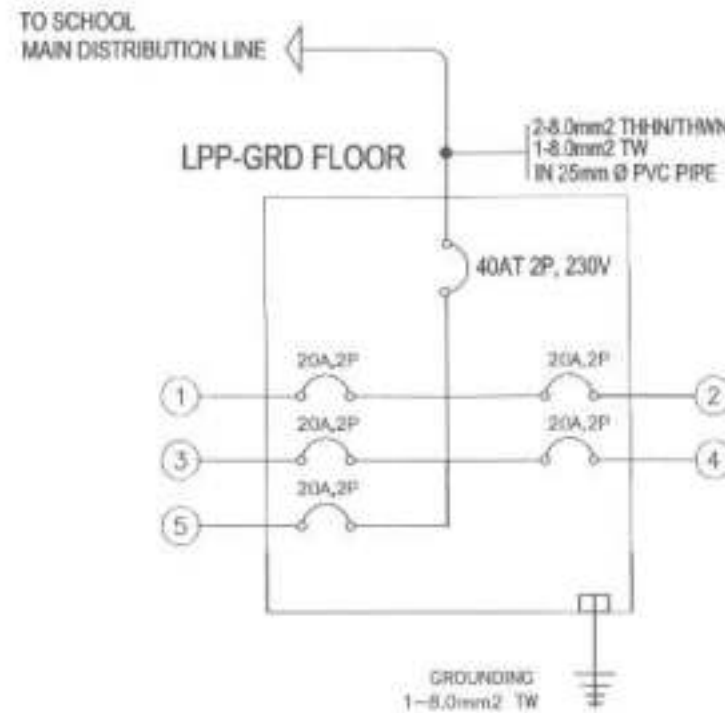 TO SCHOOL
MAIN DISTRIBUTION LINE
2-8.0mm2 THHN/THWN
1-8.0mm2 TW
IN 25mm Ø PVC PIPE
LPP-GRD FLOOR
40AT 2P, 230V
20A,2P
20A,2P
1
2
20A,2P
20A,2P
3
4
20A,2P
5
GROUNDING
1-8.0mm2 TW